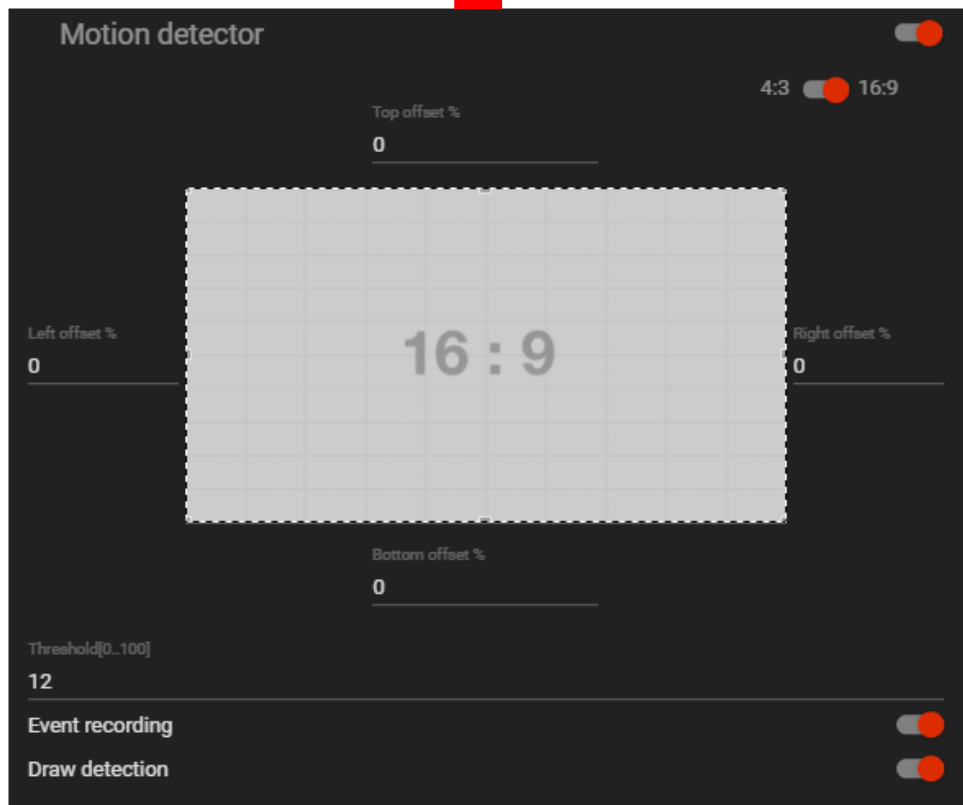 Motion detector
4:3 16:9
Top offset %
0
Left offset %
0
16 : 9
Right offset %
0
Bottom offset %
0
Threshold[0..100]
12
Event recording
Draw detection